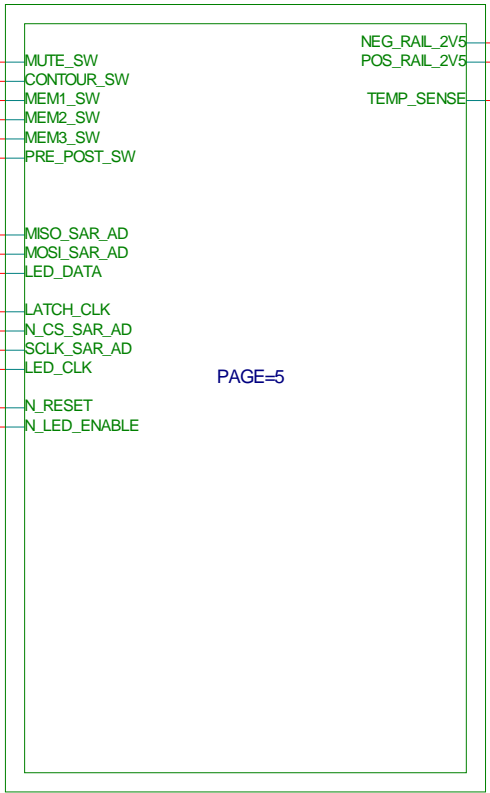 NEG_RAIL_2V5
MUTE_SW
POS_RAIL_2V5
CONTOUR_SW
MEM1_SW
TEMP_SENSE
MEM2_SW
MEM3_SW
PRE_POST_SW
MISO_SAR_AD
MOSI_SAR_AD
LED_DATA
LATCH_CLK
N_CS_SAR_AD
SCLK_SAR_AD
LED_CLK
PAGE=5
N_RESET
N_LED_ENABLE